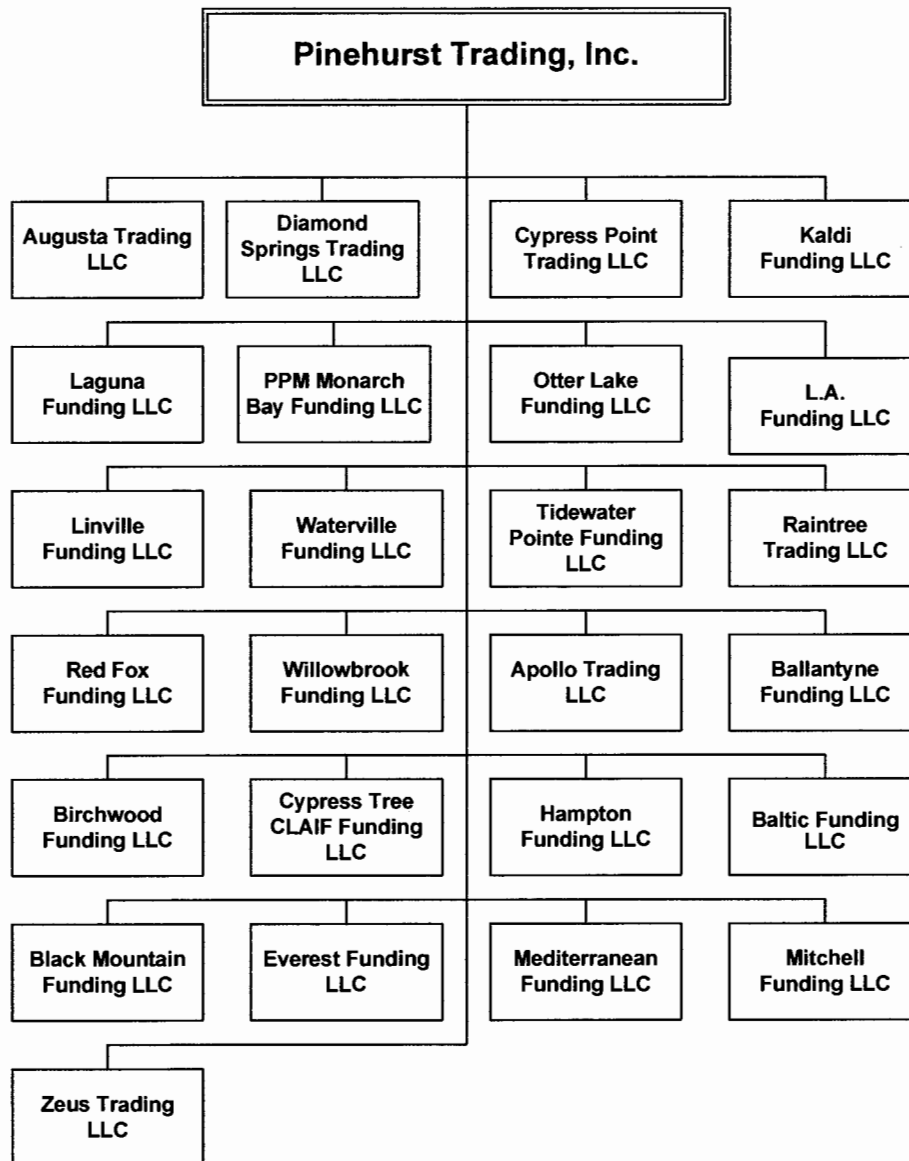 Pinehurst Trading, Inc.
Augusta Trading
LLC
Diamond
Springs Trading
LLC
Cypress Point
Trading LLC
Kaldi
Funding LLC
Laguna
Funding LLC
PPM Monarch
Bay Funding LLC
Otter Lake
Funding LLC
L.A.
Funding LLC
Linville
Funding LLC
Waterville
Funding LLC
Tidewater
Pointe Funding
LLC
Raintree
Trading LLC
Red Fox
Funding LLC
Willowbrook
Funding LLC
Apollo Trading
LLC
Ballantyne
Funding LLC
Birchwood
Funding LLC
Cypress Tree
CLAIF Funding
LLC
Hampton
Funding LLC
Baltic Funding
LLC
Black Mountain
Funding LLC
Everest Funding
LLC
Mediterranean
Funding LLC
Mitchell
Funding LLC
Zeus Trading
LLC